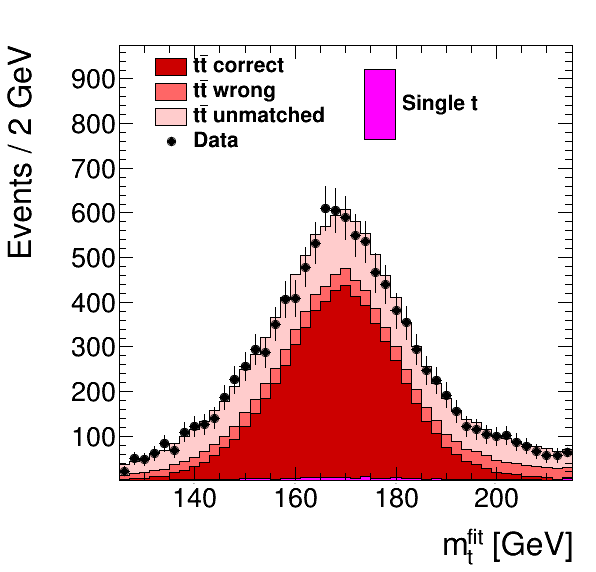 Events / 2 GeV
900
800
700
600
500
400
300
200
100
tt̄ correct
tt̄ wrong
tt̄ unmatched
Data
Single t
140 160 180 200
m_t^fit [GeV]